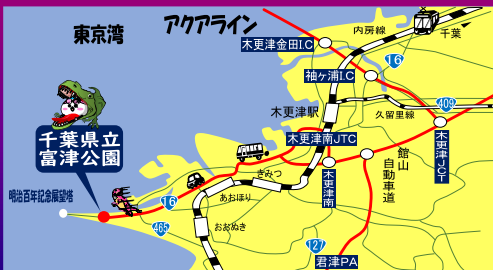 東京湾
アクアライン
木更津金田I.C
内房線
千葉
16
袖ヶ浦I.C
409
木更津駅
久留里線
千葉県立
富津公園
木更津南JTC
木更津JCT
木更津南
館山
自動車道
きみつ
明治百年記念展望塔
16
あおほり
465
おおぬき
127
君津PA